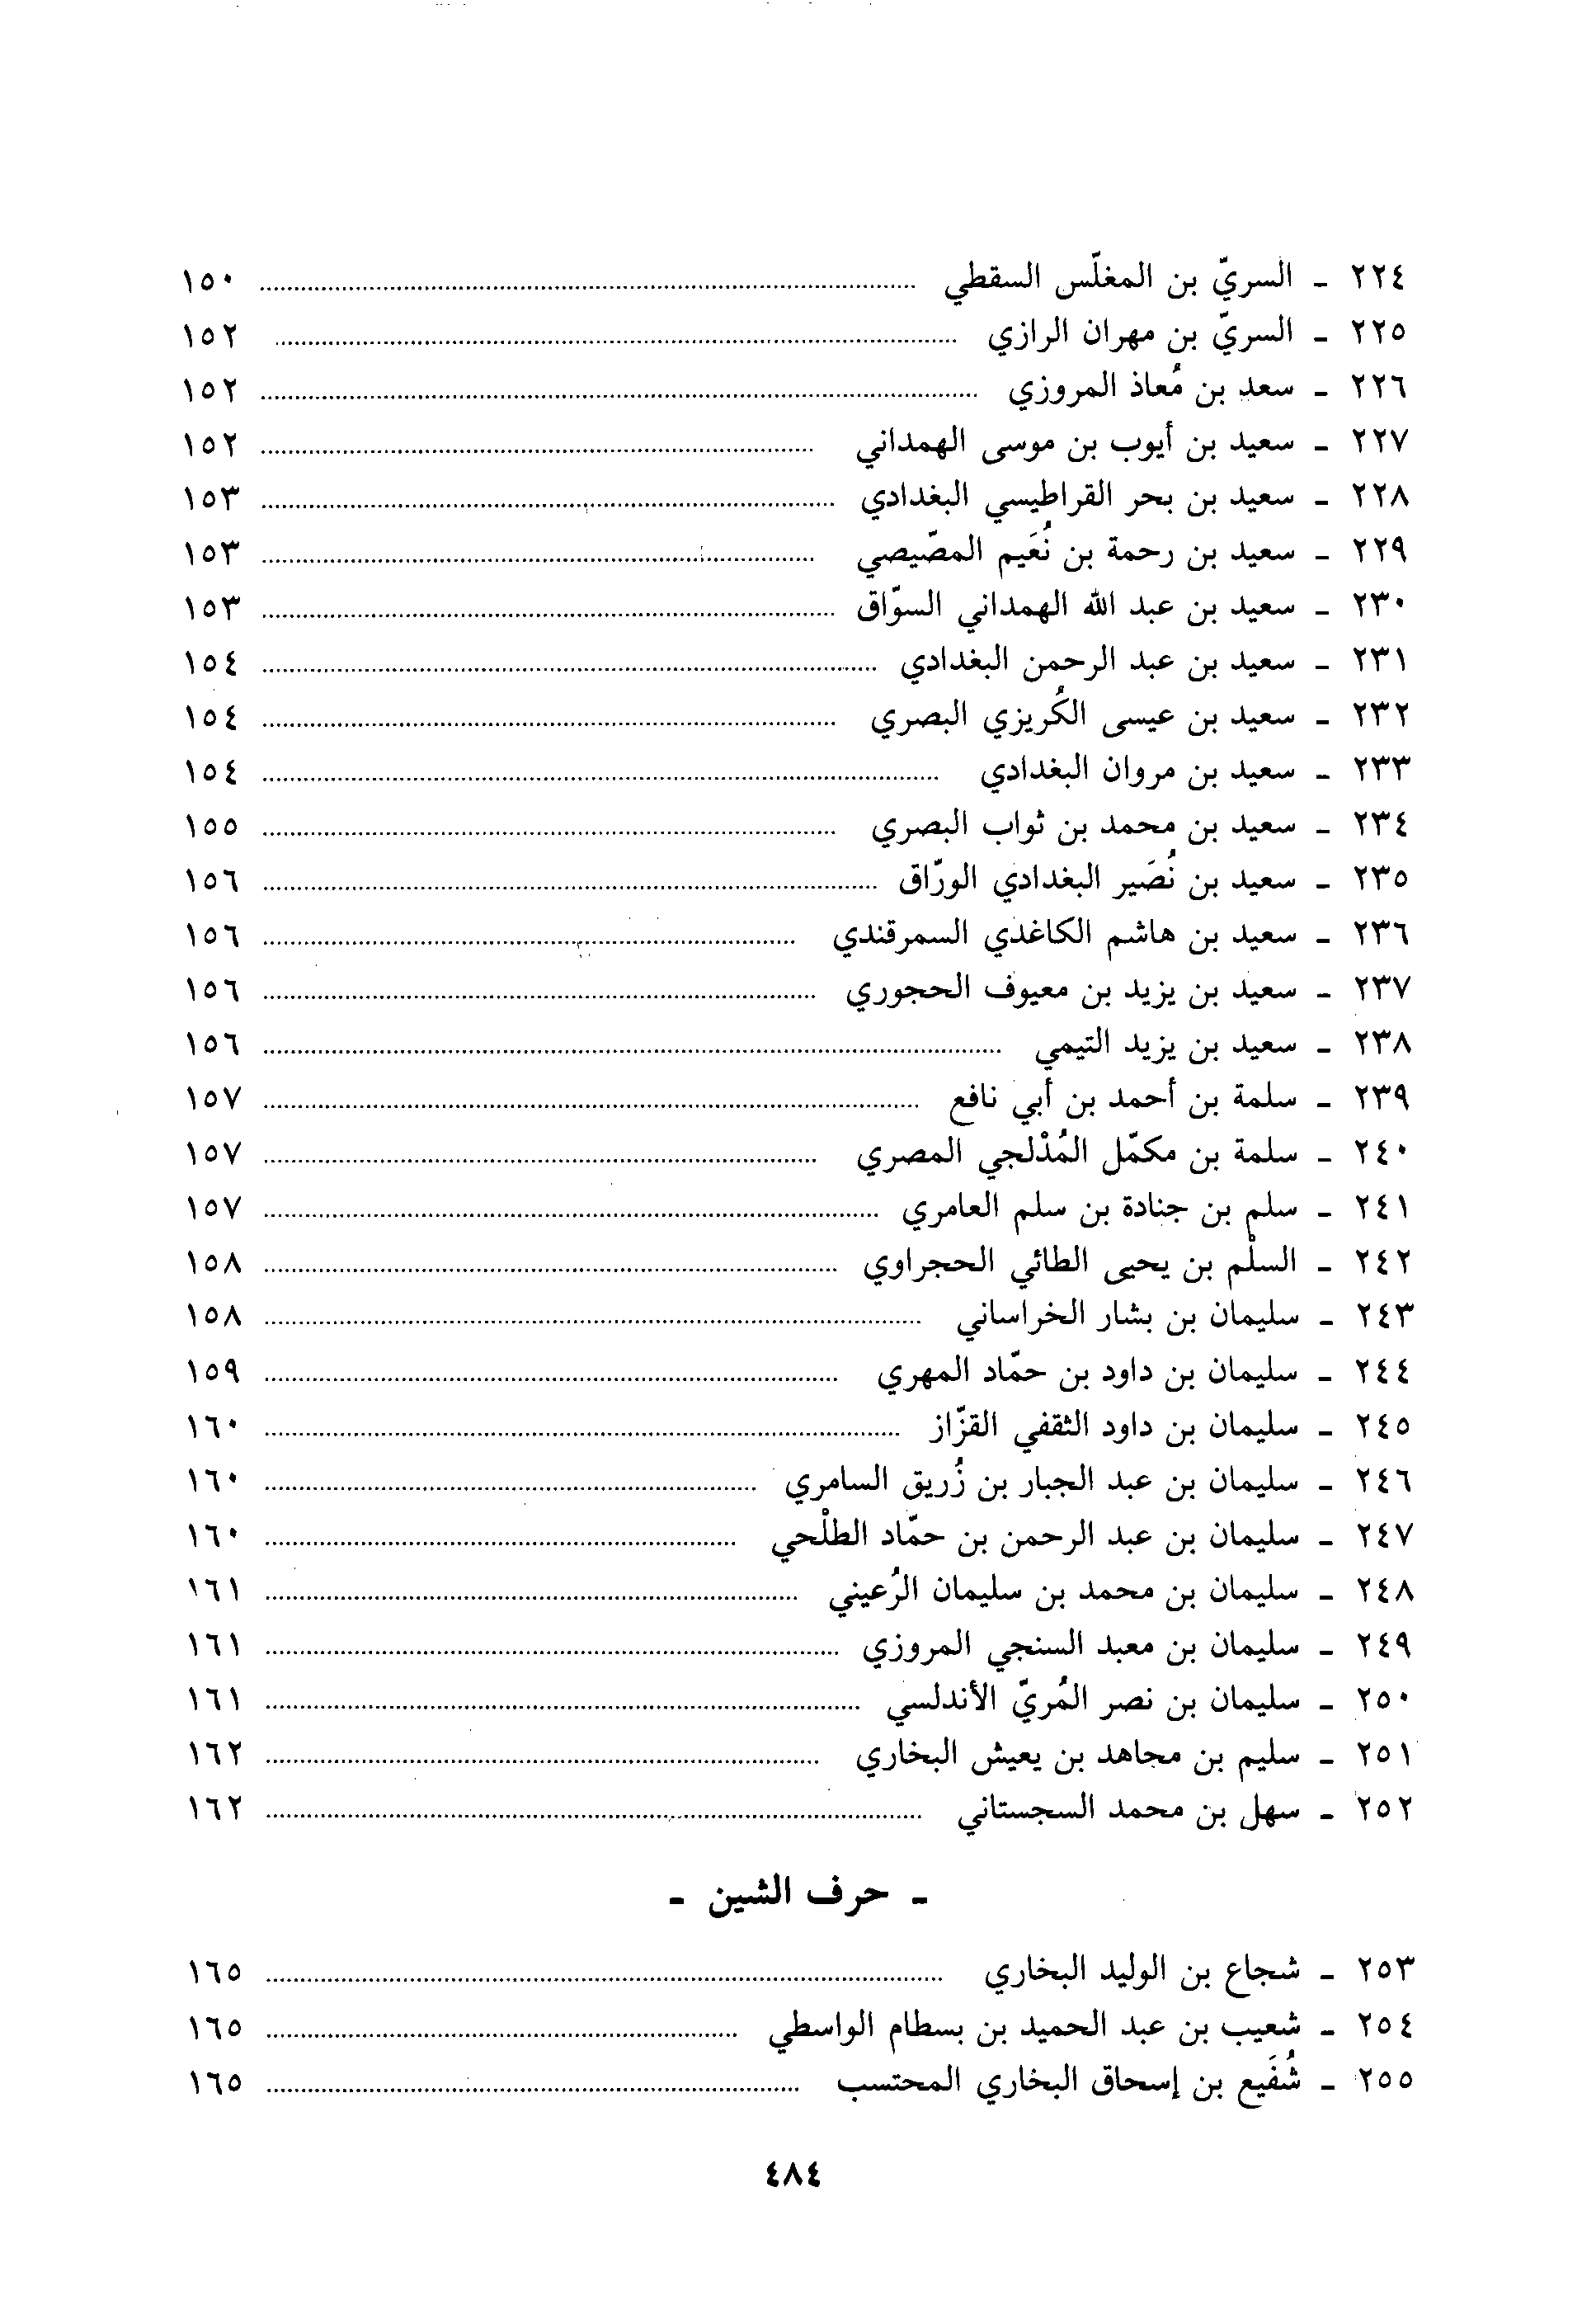 ٢٢٤ - السريّ بن المغلّس السقطي ........ ١٥٠
٢٢٥ - السريّ بن مهران الرازي ........ ١٥٢
٢٢٦ - سعد بن مُعاذ المروزي ........ ١٥٢
٢٢٧ - سعيد بن أيوب بن موسى الهمداني ........ ١٥٢
٢٢٨ - سعيد بن بحر القراطيسي البغدادي ........ ١٥٣
٢٢٩ - سعيد بن رحمة بن نُعَيم المصّيصي ........ ١٥٣
٢٣٠ - سعيد بن عبد الله الهمداني السوّاق ........ ١٥٣
٢٣١ - سعيد بن عبد الرحمن البغدادي ........ ١٥٤
٢٣٢ - سعيد بن عيسى الكُريزي البصري ........ ١٥٤
٢٣٣ - سعيد بن مروان البغدادي ........ ١٥٤
٢٣٤ - سعيد بن محمد بن ثواب البصري ........ ١٥٥
٢٣٥ - سعيد بن نُصَير البغدادي الورّاق ........ ١٥٦
٢٣٦ - سعيد بن هاشم الكاغذي السمرقندي ........ ١٥٦
٢٣٧ - سعيد بن يزيد بن معيوف الحجوري ........ ١٥٦
٢٣٨ - سعيد بن يزيد التيمي ........ ١٥٦
٢٣٩ - سلمة بن أحمد بن أبي نافع ........ ١٥٧
٢٤٠ - سلمة بن مكمّل المُدْلجي المصري ........ ١٥٧
٢٤١ - سلم بن جنادة بن سلم العامري ........ ١٥٧
٢٤٢ - السلْم بن يحيى الطائي الحجراوي ........ ١٥٨
٢٤٣ - سليمان بن بشار الخراساني ........ ١٥٨
٢٤٤ - سليمان بن داود بن حمّاد المهري ........ ١٥٩
٢٤٥ - سليمان بن داود الثقفي القزّاز ........ ١٦٠
٢٤٦ - سليمان بن عبد الجبار بن زُريق السامري ........ ١٦٠
٢٤٧ - سليمان بن عبد الرحمن بن حمّاد الطلْحي ........ ١٦٠
٢٤٨ - سليمان بن محمد بن سليمان الرُعيني ........ ١٦١
٢٤٩ - سليمان بن معبد السنجي المروزي ........ ١٦١
٢٥٠ - سليمان بن نصر المُريّ الأندلسي ........ ١٦١
٢٥١ - سليم بن مجاهد بن يعيش البخاري ........ ١٦٢
٢٥٢ - سهل بن محمد السجستاني ........ ١٦٢
- حرف الشين -
٢٥٣ - شجاع بن الوليد البخاري ........ ١٦٥
٢٥٤ - شعيب بن عبد الحميد بن بسطام الواسطي ........ ١٦٥
٢٥٥ - شُفَيع بن إسحاق البخاري المحتسب ........ ١٦٥
٤٨٤